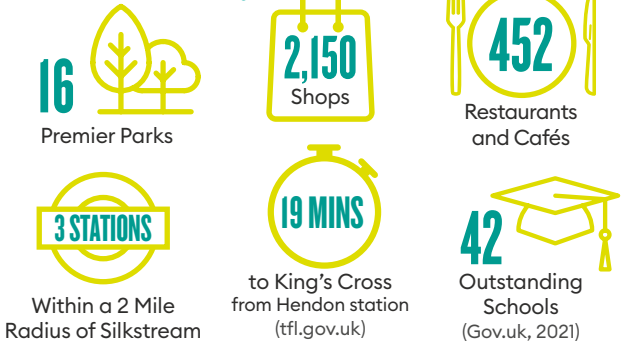 16
Premier Parks
2,150
Shops
452
Restaurants
and Cafés
3 STATIONS
Within a 2 Mile
Radius of Silkstream
19 MINS
to King's Cross
from Hendon station
(tfl.gov.uk)
42
Outstanding
Schools
(Gov.uk, 2021)